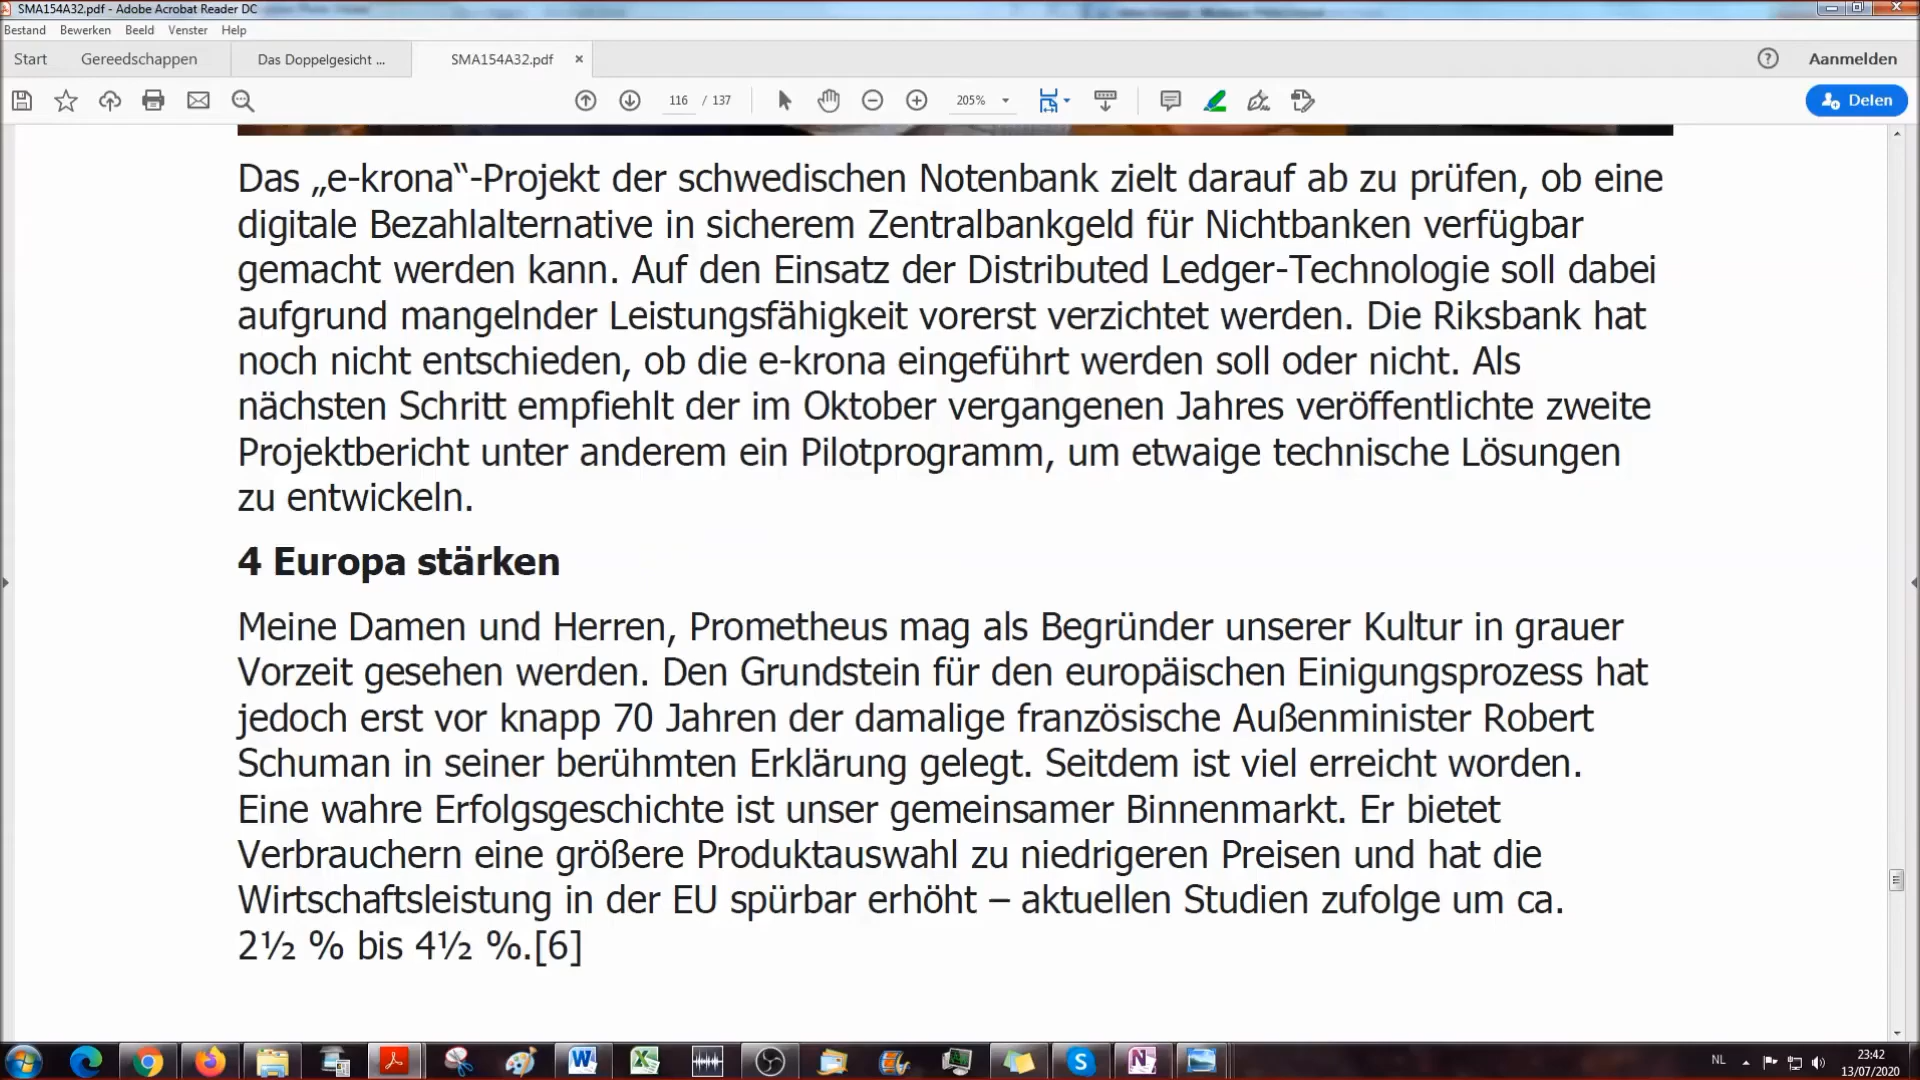 SMA154A32.pdf - Adobe Acrobat Reader DC
Bestand Bewerken Beeld Venster Help
Start Gereedschappen Das Doppelgesicht ... SMA154A32.pdf Aanmelden
116 / 137 205% Delen
Das „e-krona“-Projekt der schwedischen Notenbank zielt darauf ab zu prüfen, ob eine
digitale Bezahlalternative in sicherem Zentralbankgeld für Nichtbanken verfügbar
gemacht werden kann. Auf den Einsatz der Distributed Ledger-Technologie soll dabei
aufgrund mangelnder Leistungsfähigkeit vorerst verzichtet werden. Die Riksbank hat
noch nicht entschieden, ob die e-krona eingeführt werden soll oder nicht. Als
nächsten Schritt empfiehlt der im Oktober vergangenen Jahres veröffentlichte zweite
Projektbericht unter anderem ein Pilotprogramm, um etwaige technische Lösungen
zu entwickeln.
4 Europa stärken
Meine Damen und Herren, Prometheus mag als Begründer unserer Kultur in grauer
Vorzeit gesehen werden. Den Grundstein für den europäischen Einigungsprozess hat
jedoch erst vor knapp 70 Jahren der damalige französische Außenminister Robert
Schuman in seiner berühmten Erklärung gelegt. Seitdem ist viel erreicht worden.
Eine wahre Erfolgsgeschichte ist unser gemeinsamer Binnenmarkt. Er bietet
Verbrauchern eine größere Produktauswahl zu niedrigeren Preisen und hat die
Wirtschaftsleistung in der EU spürbar erhöht – aktuellen Studien zufolge um ca.
2½ % bis 4½ %.[6]
NL 23:42
13/07/2020